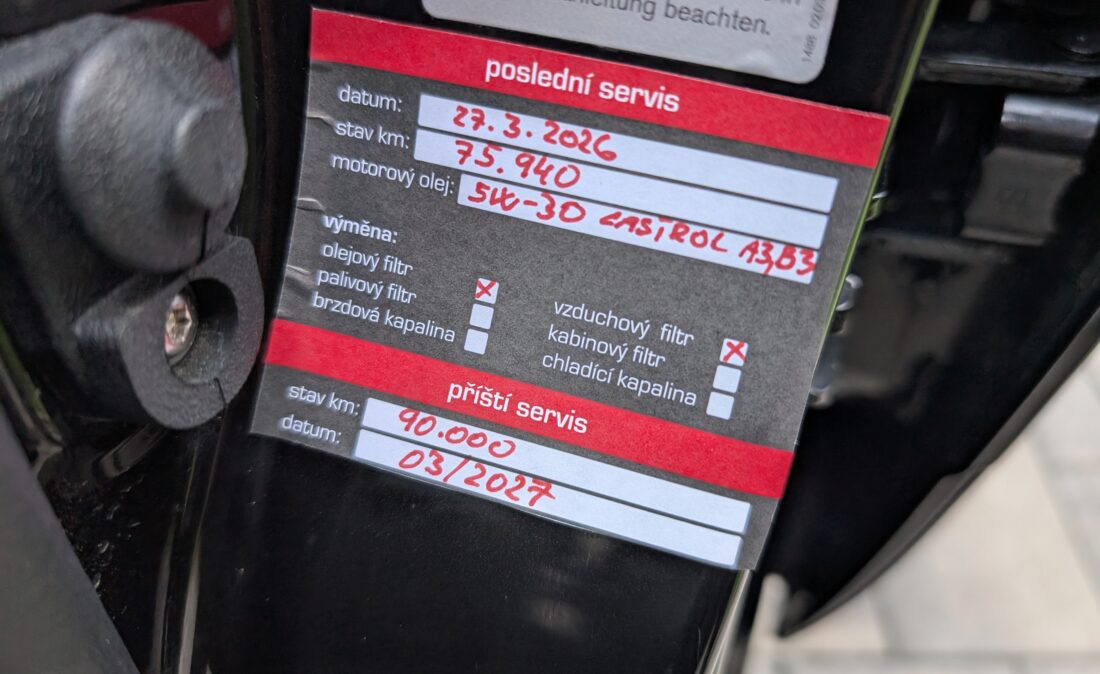 anleitung beachten.
poslední servis
datum: 27.3.2026
stav km: 75.940
motorový olej: 5W-30 CASTROL A3,B3
výměna:
olejový filtr
palivový filtr
brzdová kapalina
vzduchový filtr
kabinový filtr
chladící kapalina
příští servis
stav km: 90.000
datum: 03/2027